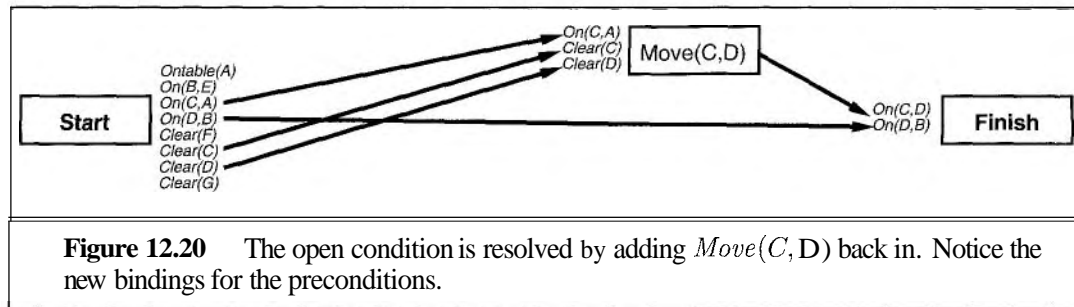 Start
Ontable(A)
On(B,E)
On(C,A)
On(D,B)
Clear(F)
Clear(C)
Clear(D)
Clear(G)
On(C,A)
Clear(C)
Clear(D)
Move(C,D)
On(C,D)
On(D,B)
Finish
Figure 12.20 The open condition is resolved by adding Move(C, D) back in. Notice the
new bindings for the preconditions.